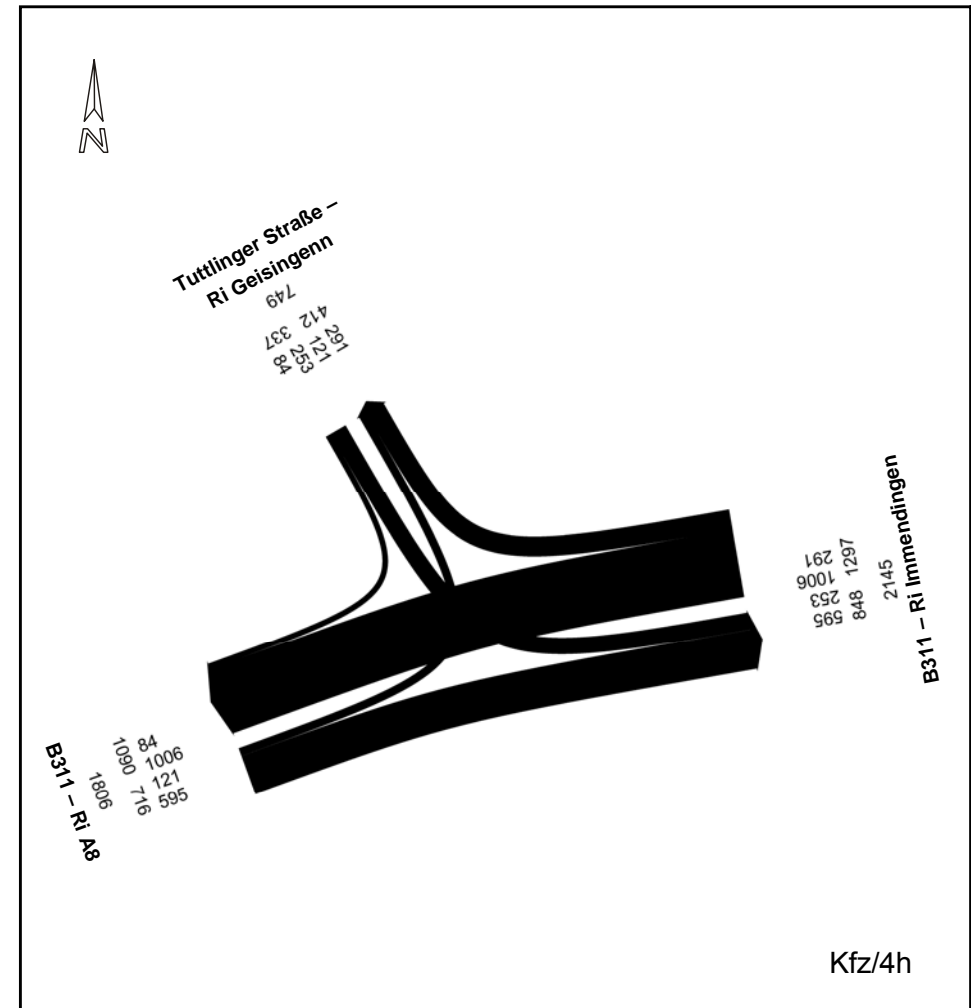 N
Tuttlinger Straße –
Ri Geisingenn
749
337 412
84 253 121 291
291
1006 1297
253 848 2145
595
B311 – Ri Immendingen
84
1090 1006
121
1806 716 595
B311 – Ri A8
Kfz/4h